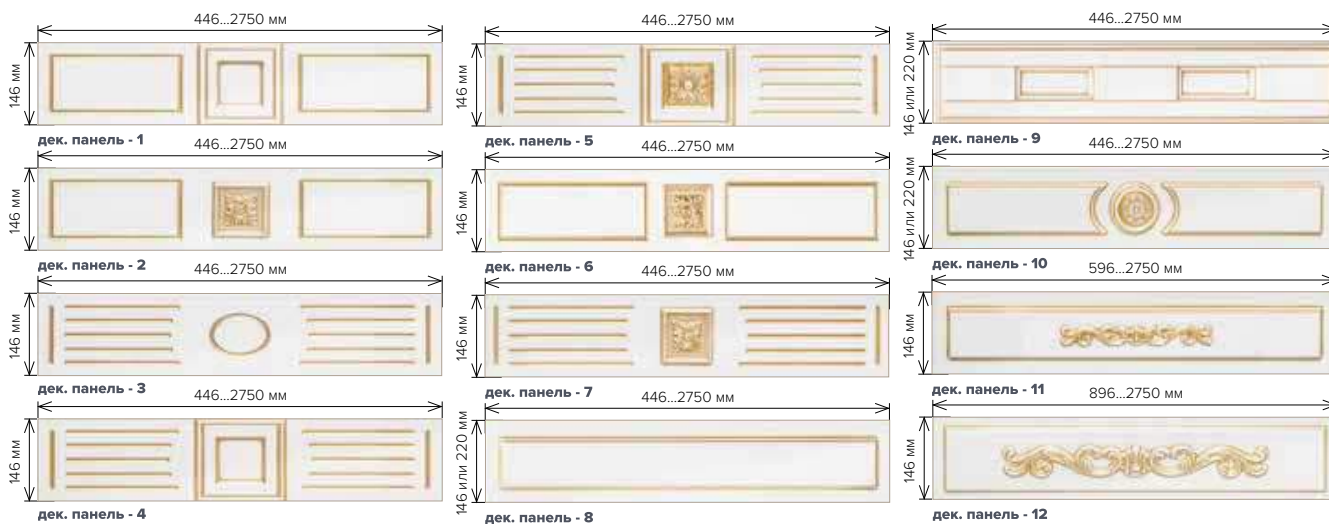 446...2750 мм
146 мм
дек. панель - 1
446...2750 мм
146 мм
дек. панель - 2
446...2750 мм
146 мм
дек. панель - 3
446...2750 мм
146 мм
дек. панель - 4
446...2750 мм
146 мм
дек. панель - 5
446...2750 мм
146 мм
дек. панель - 6
446...2750 мм
146 мм
дек. панель - 7
446...2750 мм
146 или 220 мм
дек. панель - 8
446...2750 мм
146 или 220 мм
дек. панель - 9
446...2750 мм
146 или 220 мм
дек. панель - 10
596...2750 мм
146 мм
дек. панель - 11
896...2750 мм
146 мм
дек. панель - 12